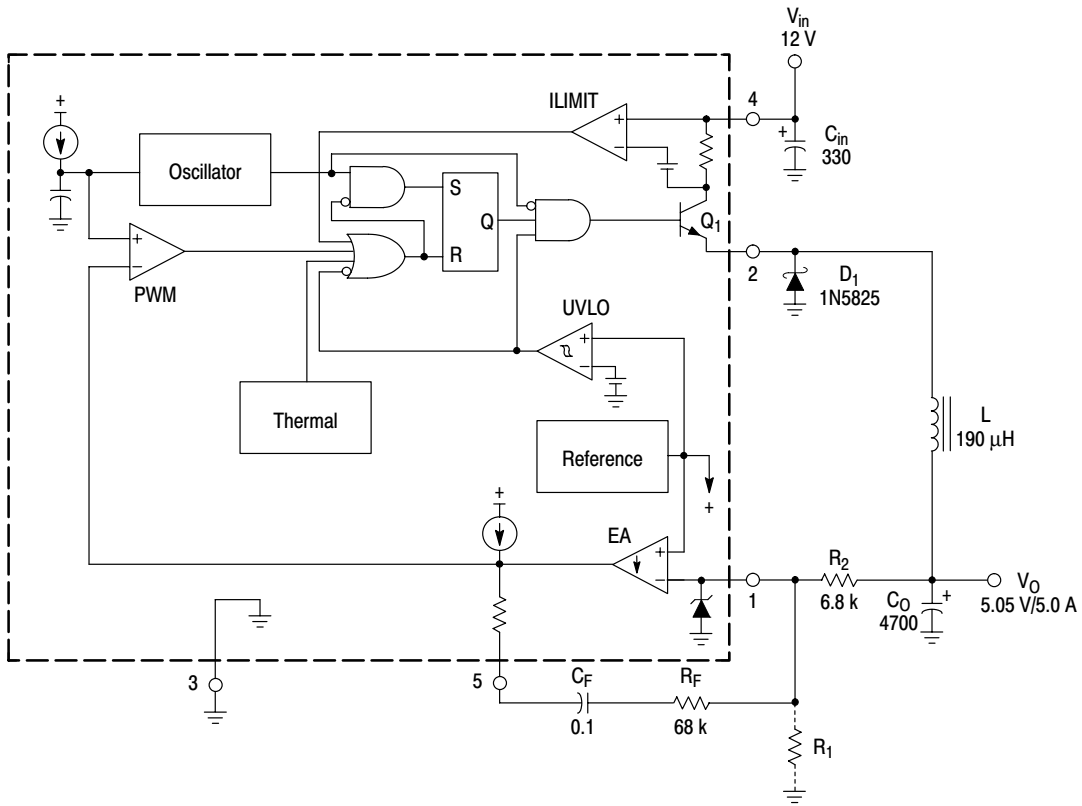 Vin
12 V
ILIMIT
4
+
−
+
Cin
330
+
Oscillator
S
Q
R
Q1
+
−
PWM
2
D1
1N5825
UVLO
+
−
Thermal
L
190 μH
Reference
+
+
EA
+
−
1
R2
6.8 k
CO
4700
+
VO
5.05 V/5.0 A
3
5
CF
0.1
RF
68 k
R1